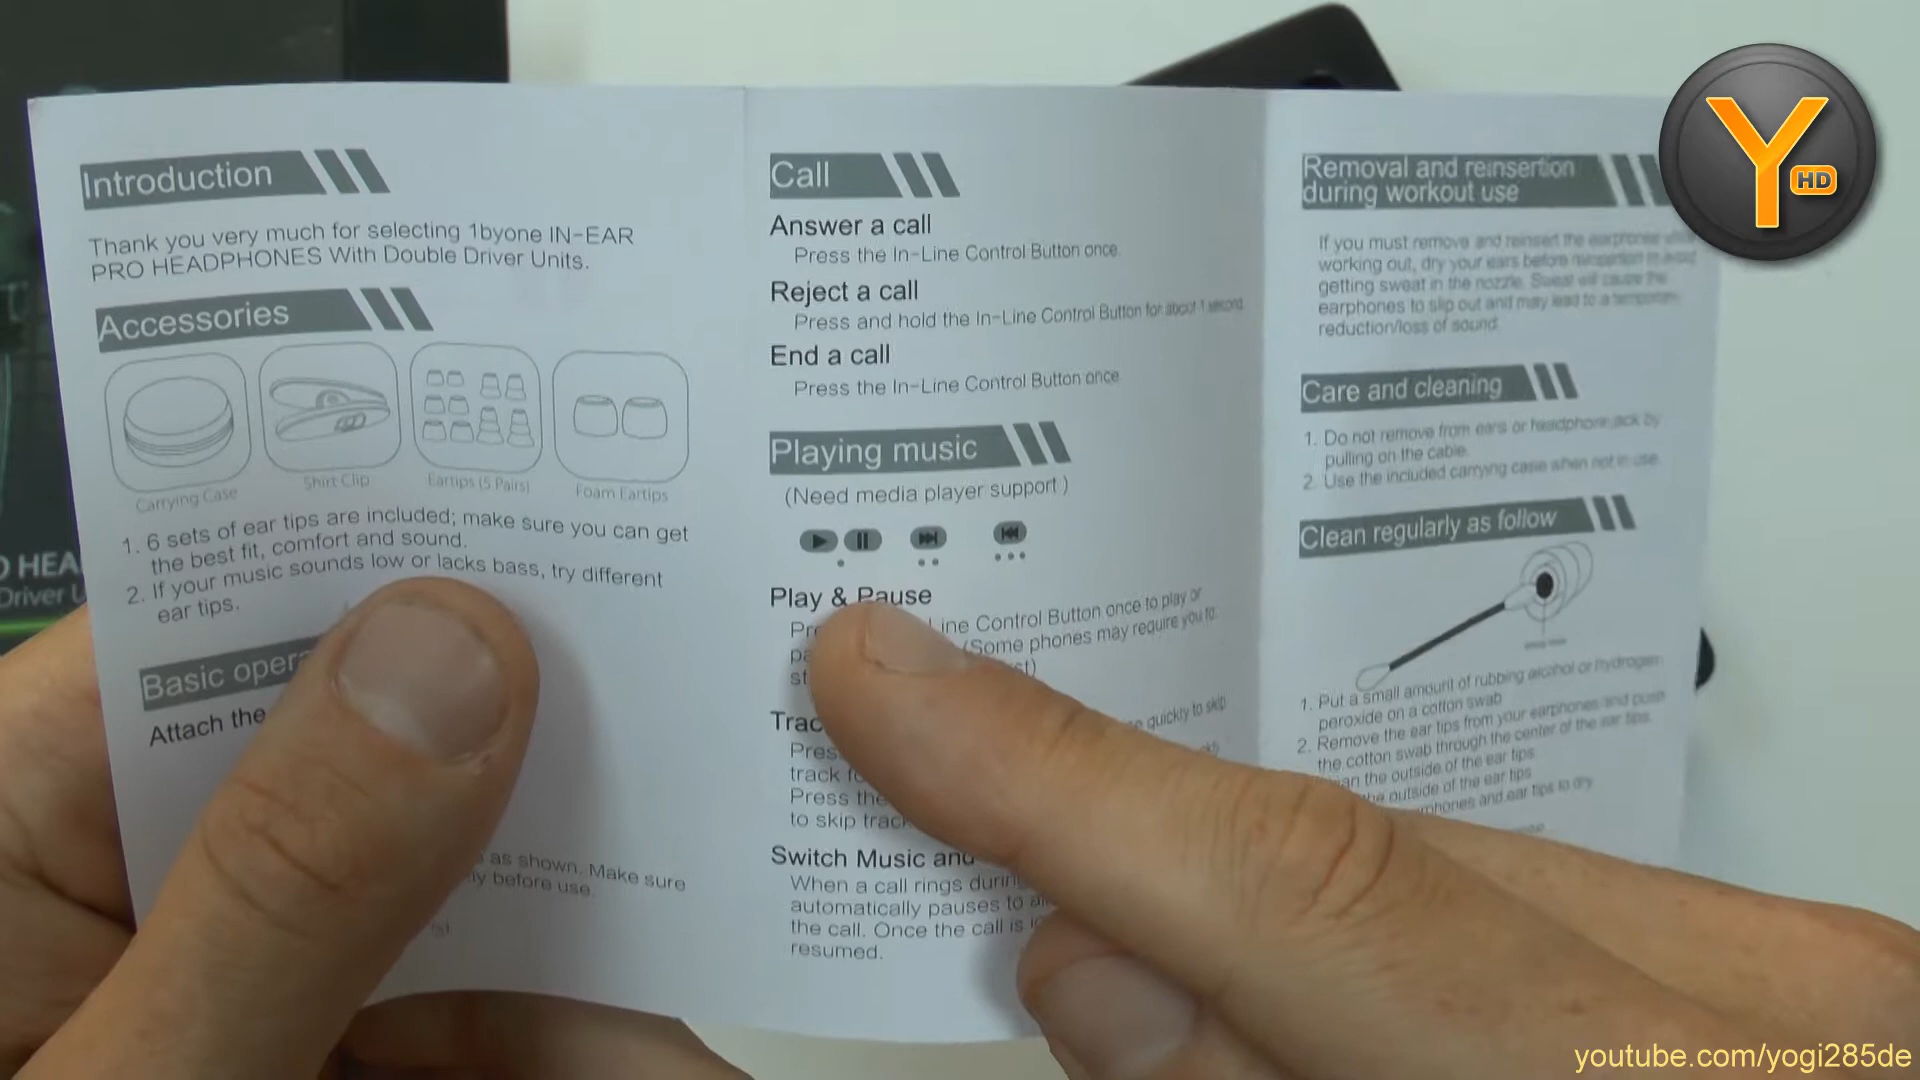 Introduction
Thank you very much for selecting 1byone IN-EAR
PRO HEADPHONES With Double Driver Units.
Accessories
Carrying Case
Shirt Clip
Eartips (5 Pairs)
Foam Eartips
1. 6 sets of ear tips are included; make sure you can get
the best fit, comfort and sound.
2. If your music sounds low or lacks bass, try different
ear tips.
Basic
Attach the
as shown. Make sure
before use.
Call
Answer a call
Press the In-Line Control Button once
Reject a call
Press and hold the In-Line Control Button for about 1 second
End a call
Press the In-Line Control Button once
Playing music
(Need media player support )
Play & Pause
Line Control Button once to play or
(Some phones may require you to
quickly to skip
Press
track
Press the
to skip
Switch Music and
When a call rings
automatically pauses to
the call. Once the call is
resumed.
Removal and reinsertion
during workout use
If you must remove and reinsert the earphones while
working out, dry your ears before reinsertion to avoid
getting sweat in the nozzle. Sweat will cause the
earphones to slip out and may lead to a temporary
reduction/loss of sound.
Care and cleaning
1. Do not remove from ears or headphone jack by
pulling on the cable.
2. Use the included carrying case when not in use.
Clean regularly as follow
1. Put a small amount of rubbing alcohol or hydrogen
peroxide on a cotton swab
2. Remove the ear tips from your earphones and push
the cotton swab through the center of the ear tips.
the outside of the ear tips
the outside of the ear tips
and ear tips to dry
HEA
Driver
Y
HD
youtube.com/yogi285de